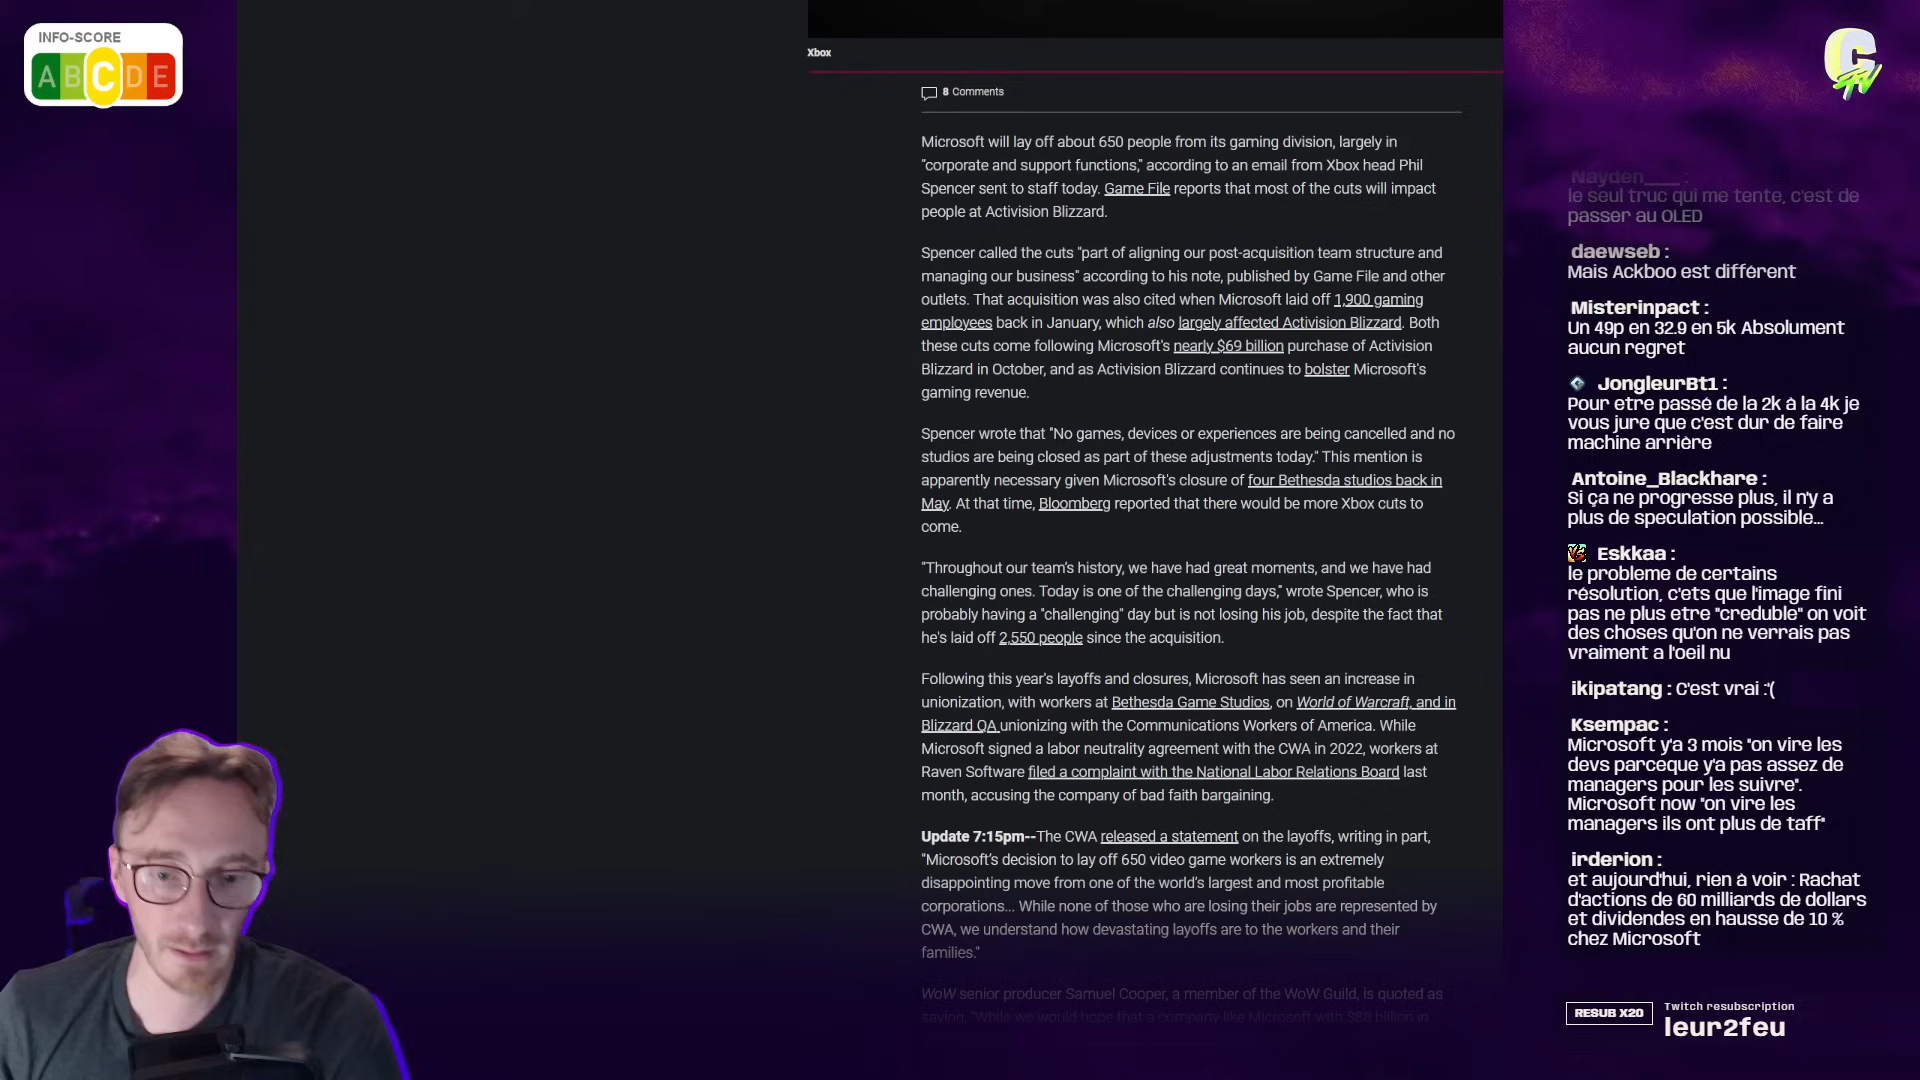 INFO-SCORE
A B C D E
Xbox
8 Comments
Microsoft will lay off about 650 people from its gaming division, largely in
"corporate and support functions," according to an email from Xbox head Phil
Spencer sent to staff today. Game File reports that most of the cuts will impact
people at Activision Blizzard.
Spencer called the cuts "part of aligning our post-acquisition team structure and
managing our business" according to his note, published by Game File and other
outlets. That acquisition was also cited when Microsoft laid off 1,900 gaming
employees back in January, which also largely affected Activision Blizzard. Both
these cuts come following Microsoft's nearly $69 billion purchase of Activision
Blizzard in October, and as Activision Blizzard continues to bolster Microsoft's
gaming revenue.
Spencer wrote that "No games, devices or experiences are being cancelled and no
studios are being closed as part of these adjustments today." This mention is
apparently necessary given Microsoft's closure of four Bethesda studios back in
May. At that time, Bloomberg reported that there would be more Xbox cuts to
come.
"Throughout our team's history, we have had great moments, and we have had
challenging ones. Today is one of the challenging days," wrote Spencer, who is
probably having a "challenging" day but is not losing his job, despite the fact that
he's laid off 2,550 people since the acquisition.
Following this year's layoffs and closures, Microsoft has seen an increase in
unionization, with workers at Bethesda Game Studios, on World of Warcraft, and in
Blizzard QA unionizing with the Communications Workers of America. While
Microsoft signed a labor neutrality agreement with the CWA in 2022, workers at
Raven Software filed a complaint with the National Labor Relations Board last
month, accusing the company of bad faith bargaining.
Update 7:15pm--The CWA released a statement on the layoffs, writing in part,
"Microsoft's decision to lay off 650 video game workers is an extremely
disappointing move from one of the world's largest and most profitable
corporations... While none of those who are losing their jobs are represented by
CWA, we understand how devastating layoffs are to the workers and their
families."
WoW senior producer Samuel Cooper, a member of the WoW Guild, is quoted as
saying, "While we would hope that a company like Microsoft with $88 billion in
C TV
Nayden___ :
le seul truc qui me tente, c'est de
passer au OLED
daewseb :
Mais Ackboo est différent
Misterinpact :
Un 49p en 32.9 en 5k Absolument
aucun regret
JongleurBt1 :
Pour etre passé de la 2k à la 4k je
vous jure que c'est dur de faire
machine arrière
Antoine_Blackhare :
Si ça ne progresse plus, il n'y a
plus de speculation possible...
Eskkaa :
le probleme de certains
résolution, c'ets que l'image fini
pas ne plus etre "creduble" on voit
des choses qu'on ne verrais pas
vraiment a l'oeil nu
ikipatang : C'est vrai :'(
Ksempac :
Microsoft y'a 3 mois "on vire les
devs parceque y'a pas assez de
managers pour les suivre".
Microsoft now "on vire les
managers ils ont plus de taff"
irderion :
et aujourd'hui, rien à voir : Rachat
d'actions de 60 milliards de dollars
et dividendes en hausse de 10 %
chez Microsoft
RESUB X20
Twitch resubscription
leur2feu